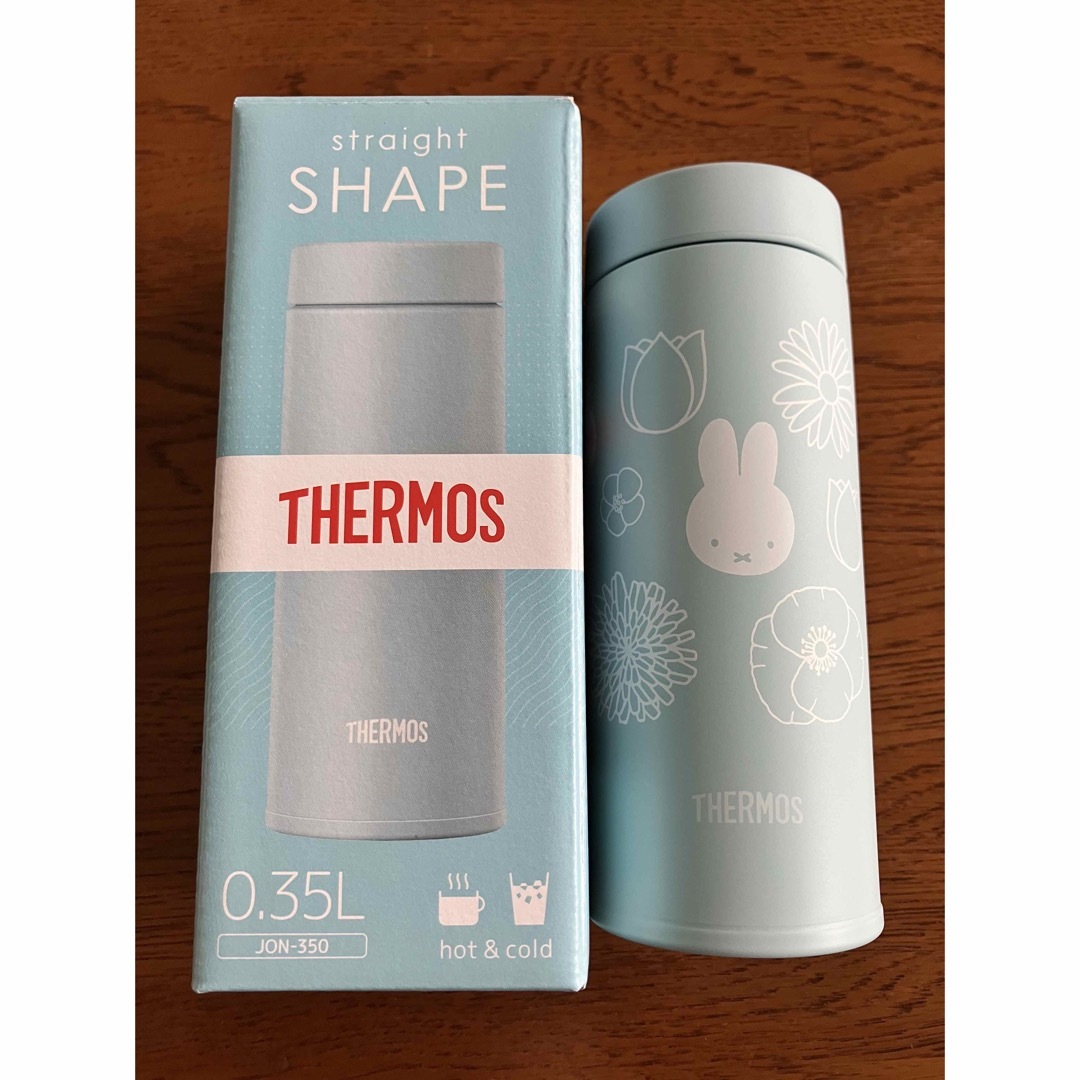 straight
SHAPE
THERMOS
THERMOS
0.35L
JON-350
hot & cold
THERMOS